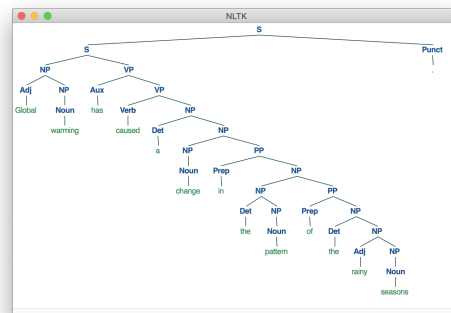 NLTK
S
S Punct
NP VP .
Adj NP Aux VP
Global Noun has Verb NP
warming caused Det NP
a NP PP
Noun Prep NP
change in NP PP
Det NP Prep NP
the Noun of Det NP
pattern the Adj NP
rainy Noun
seasons